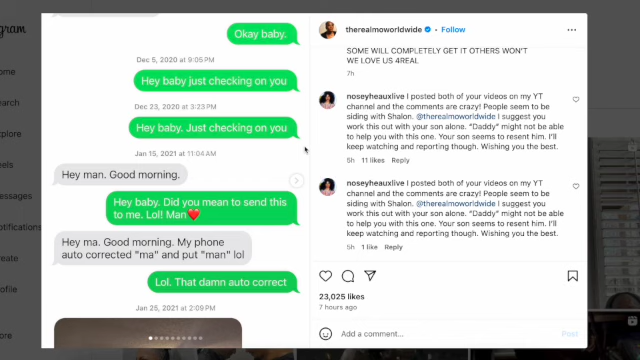 gram
Okay baby.
Dec 5, 2020 at 9:05 PM
Hey baby just checking on you
Dec 23, 2020 at 3:23 PM
Hey baby. Just checking on you
Jan 15, 2021 at 11:04 AM
Hey man. Good morning.
Hey baby. Did you mean to send this
to me. Lol! Man❤️
Hey ma. Good morning. My phone
auto corrected "ma" and put "man" lol
Lol. That damn auto correct
Jan 25, 2021 at 2:09 PM
ome
earch
xplore
eels
essages
otifications
reate
rofile
ore
therealmoworldwide • Follow
SOME WILL COMPLETELY GET IT OTHERS WON'T
WE LOVE US 4REAL
7h
noseyheauxlive I posted both of your videos on my YT
channel and the comments are crazy! People seem to be
siding with Shalon. @therealmoworldwide I suggest you
work this out with your son alone. “Daddy” might not be able
to help you with this one. Your son seems to resent him. I’ll
keep watching and reporting though. Wishing you the best.
5h 11 likes Reply
noseyheauxlive I posted both of your videos on my YT
channel and the comments are crazy! People seem to be
siding with Shalon. @therealmoworldwide I suggest you
work this out with your son alone. “Daddy” might not be able
to help you with this one. Your son seems to resent him. I’ll
keep watching and reporting though. Wishing you the best.
5h 1 like Reply
23,025 likes
7 hours ago
Add a comment...
Post